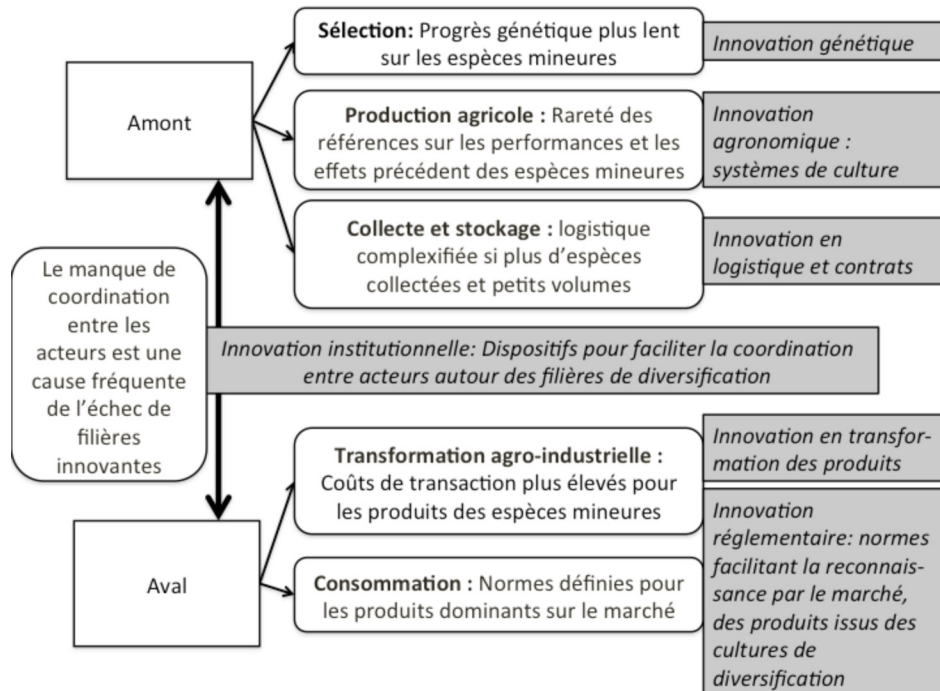 Sélection: Progrès génétique plus lent
sur les espèces mineures
Innovation génétique
Amont
Production agricole : Rareté des
références sur les performances et les
effets précédent des espèces mineures
Innovation
agronomique :
systèmes de culture
Collecte et stockage : logistique
complexifiée si plus d'espèces
collectées et petits volumes
Innovation en
logistique et contrats
Le manque de
coordination
entre les
acteurs est une
cause fréquente
de l'échec de
filières
innovantes
Innovation institutionnelle: Dispositifs pour faciliter la coordination
entre acteurs autour des filières de diversification
Transformation agro-industrielle :
Coûts de transaction plus élevés pour
les produits des espèces mineures
Innovation en transfor-
mation des produits
Aval
Consommation : Normes définies pour
les produits dominants sur le marché
Innovation
réglementaire: normes
facilitant la reconnais-
sance par le marché,
des produits issus des
cultures de
diversification